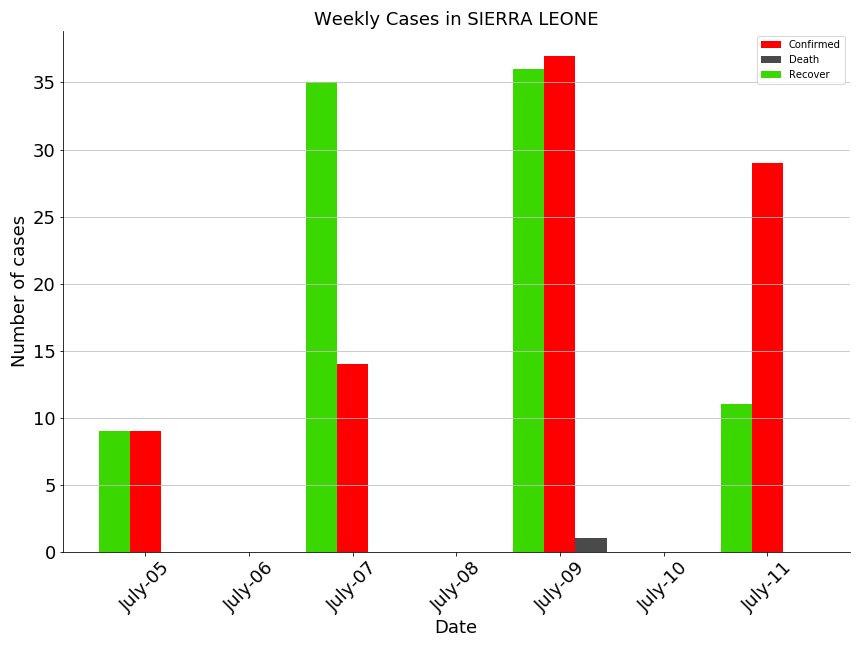 Weekly Cases in SIERRA LEONE
Confirmed
Death
Recover
Number of cases
35
30
25
20
15
10
5
0
July-05
July-06
July-07
July-08
July-09
July-10
July-11
Date